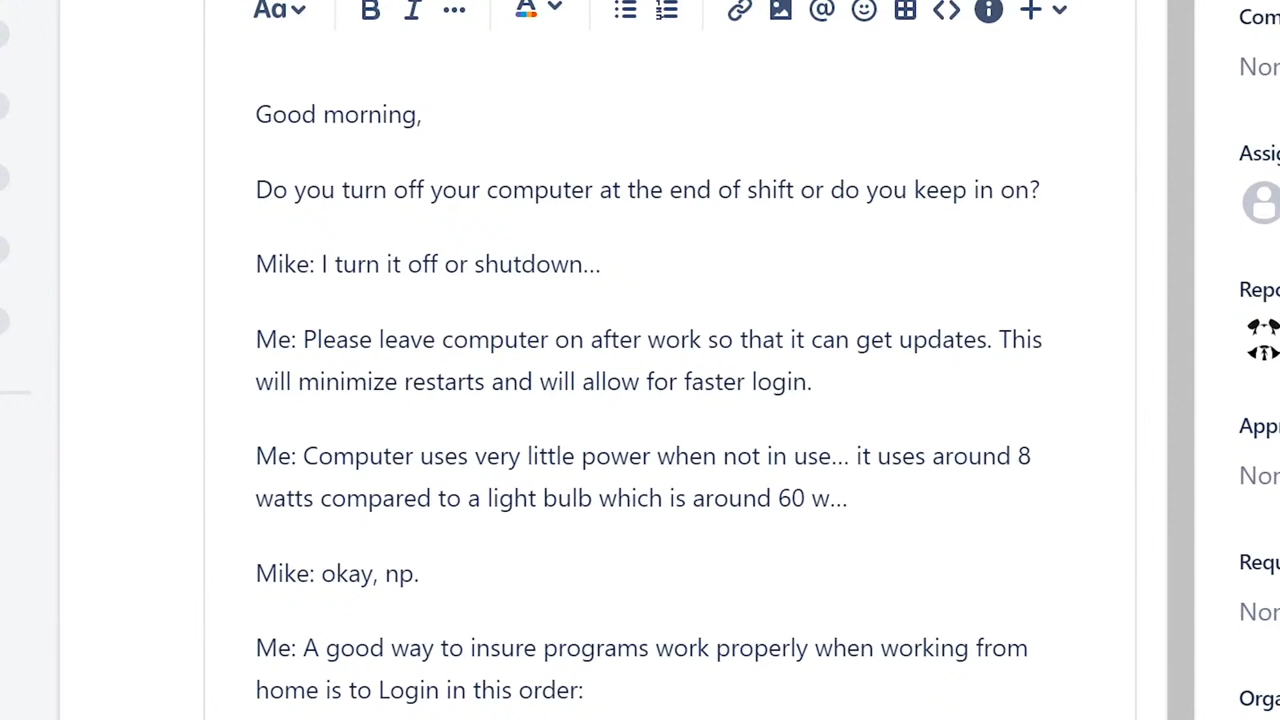 Aa
B I ... A @ <> i +
Good morning,
Do you turn off your computer at the end of shift or do you keep in on?
Mike: I turn it off or shutdown...
Me: Please leave computer on after work so that it can get updates. This
will minimize restarts and will allow for faster login.
Me: Computer uses very little power when not in use... it uses around 8
watts compared to a light bulb which is around 60 w...
Mike: okay, np.
Me: A good way to insure programs work properly when working from
home is to Login in this order:
Com
Nor
Assig
Repo
Appr
Nor
Requ
Nor
Orga